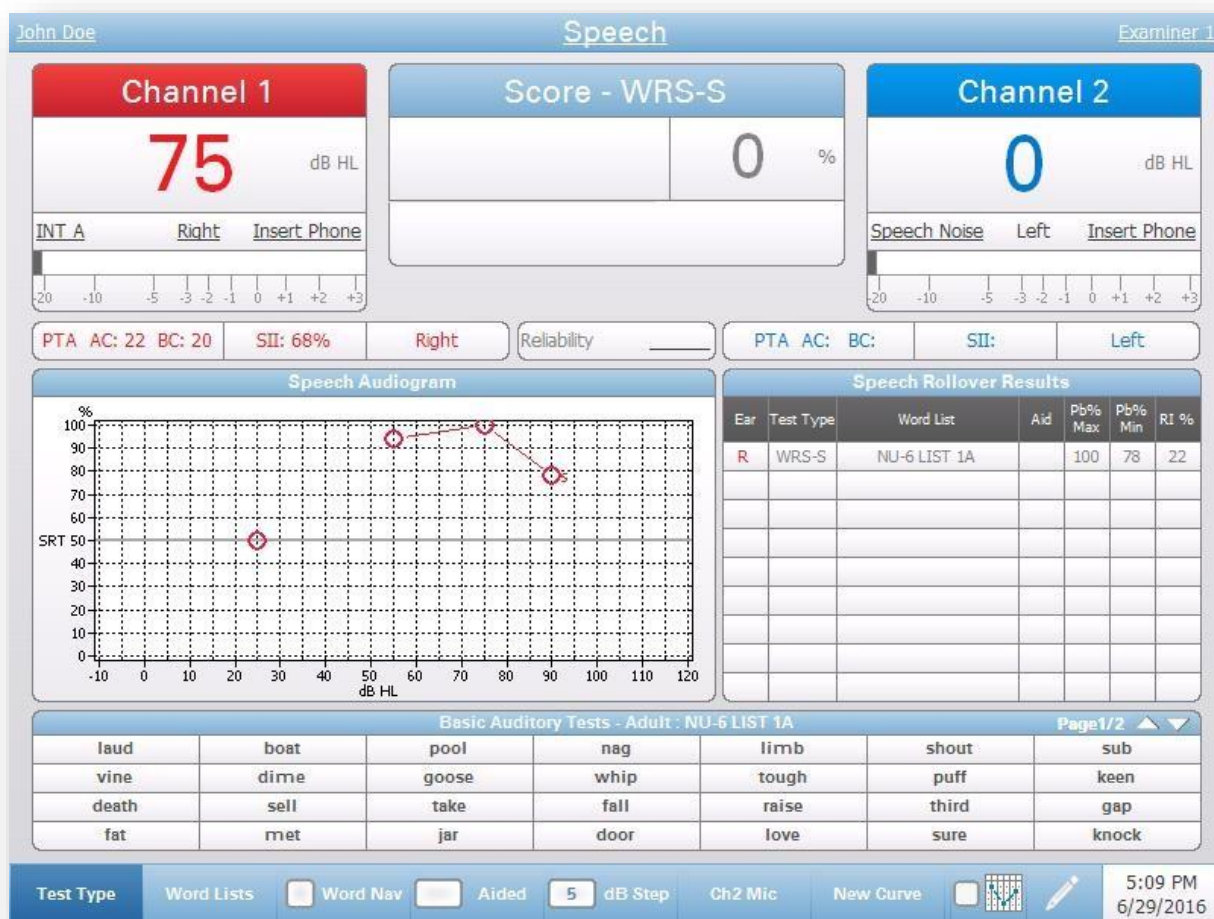 John Doe Speech Examiner 1
Channel 1 Score - WRS-S Channel 2
75 dB HL 0 % 0 dB HL
INT A Right Insert Phone Speech Noise Left Insert Phone
-20 -10 -5 -3 -2 -1 0 +1 +2 +3 -20 -10 -5 -3 -2 -1 0 +1 +2 +3
PTA AC: 22 BC: 20 SII: 68% Right Reliability PTA AC: BC: SII: Left
Speech Audiogram
%
100
90
80
70
60
SRT 50
40
30
20
10
0
S
-10 0 10 20 30 40 50 60 70 80 90 100 110 120
dB HL
Speech Rollover Results
Ear Test Type Word List Aid Pb% Max Pb% Min RI %
R WRS-S NU-6 LIST 1A 100 78 22
Basic Auditory Tests - Adult : NU-6 LIST 1A Page1/2
laud boat pool nag limb shout sub
vine dime goose whip tough puff keen
death sell take fall raise third gap
fat met jar door love sure knock
Test Type Word Lists Word Nav Aided 5 dB Step Ch2 Mic New Curve 5:09 PM
6/29/2016